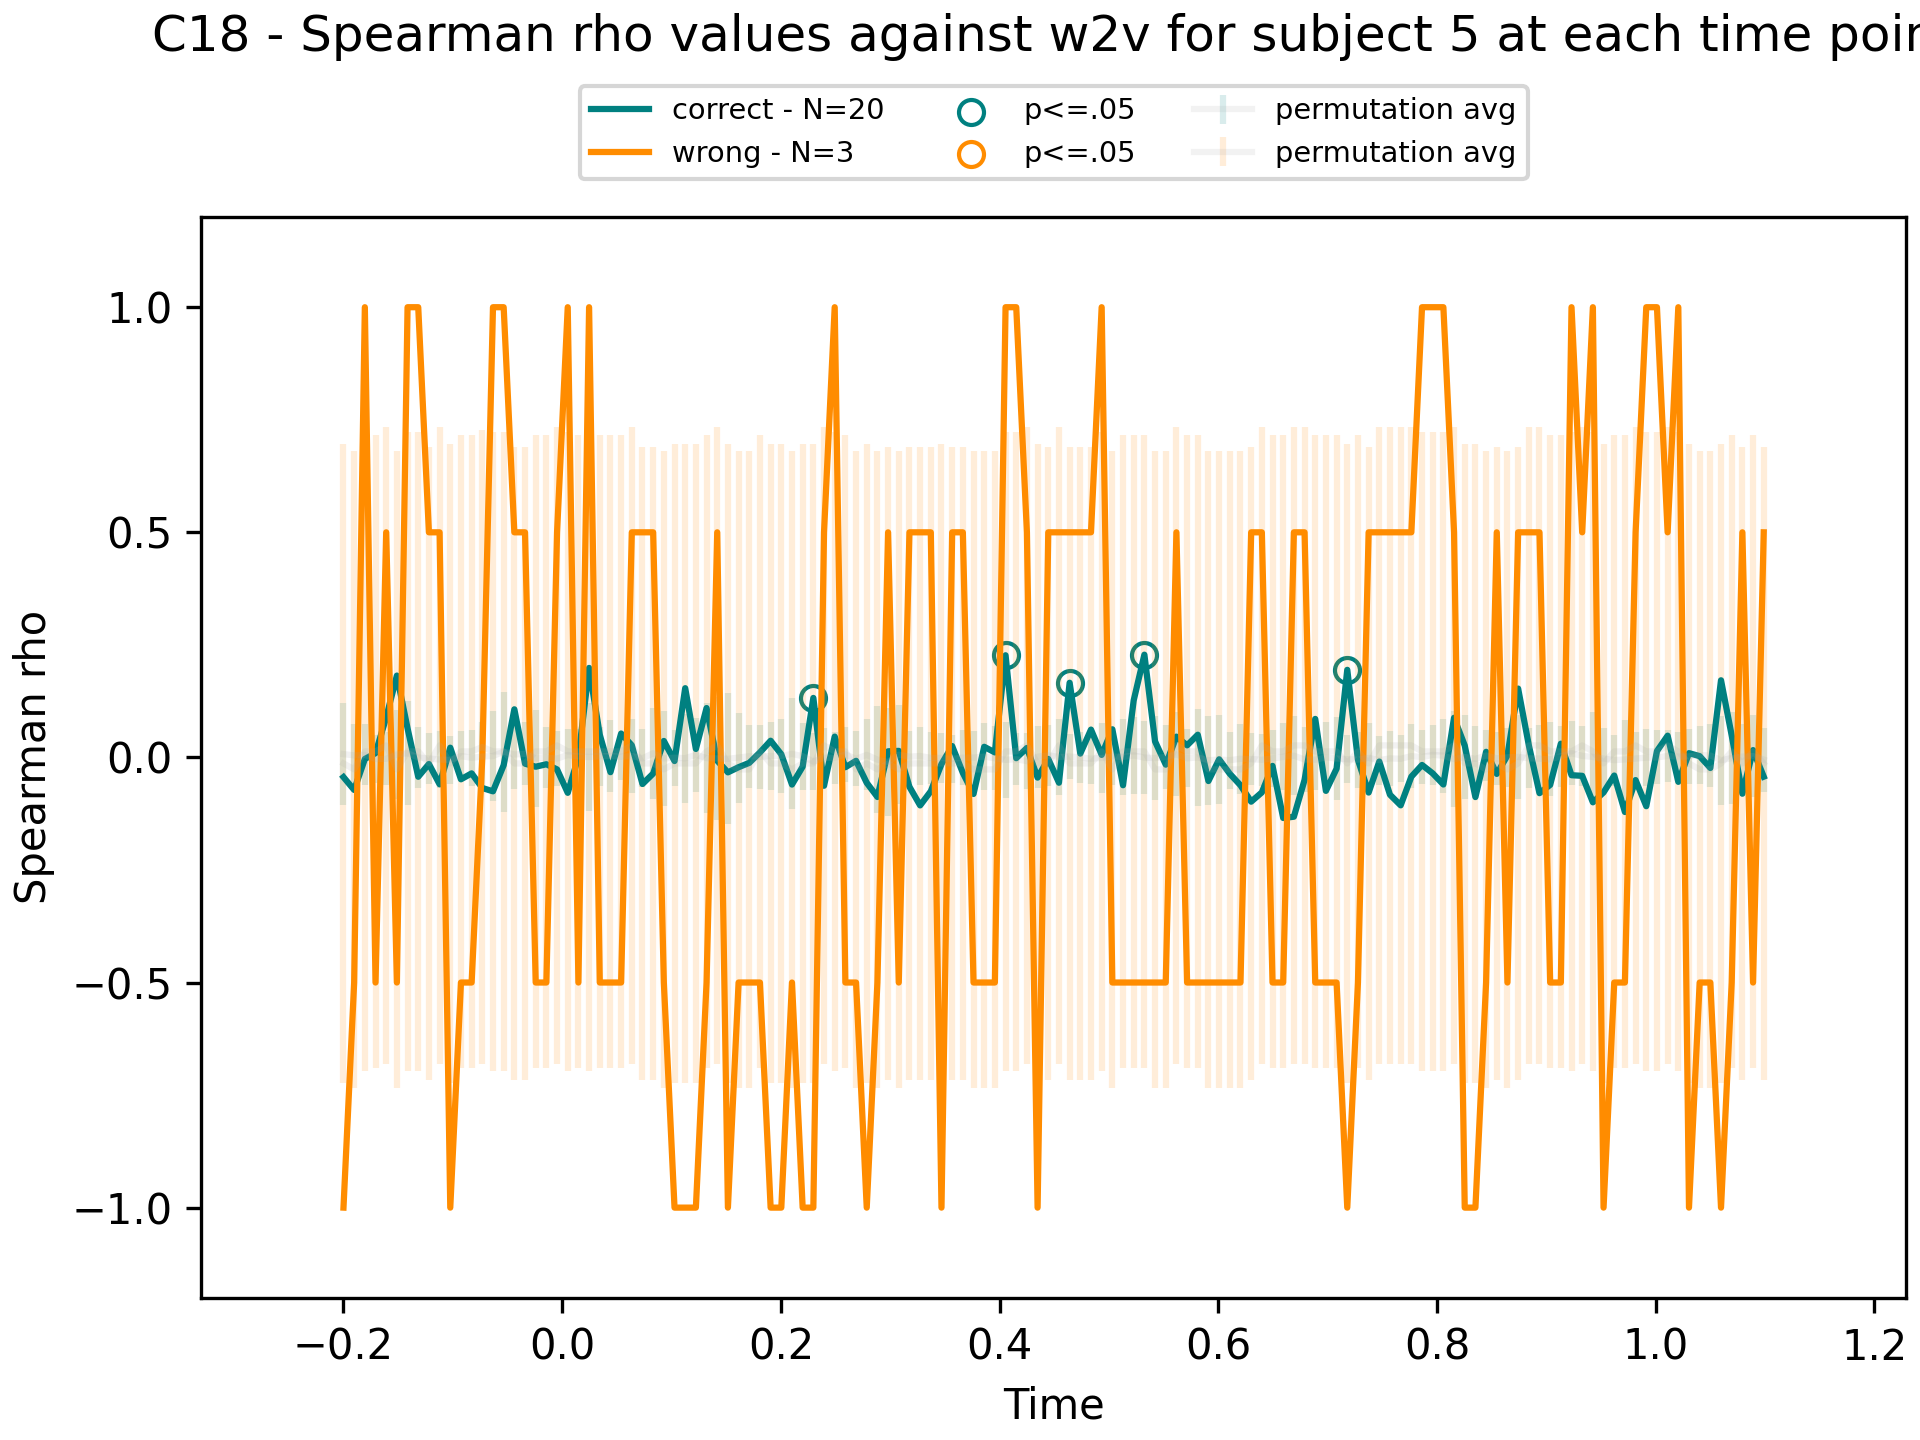 C18 - Spearman rho values against w2v for subject 5 at each time poin
correct - N=20
wrong - N=3
p<=.05
p<=.05
permutation avg
permutation avg
1.0
0.5
0.0
−0.5
−1.0
Spearman rho
−0.2 0.0 0.2 0.4 0.6 0.8 1.0 1.2
Time